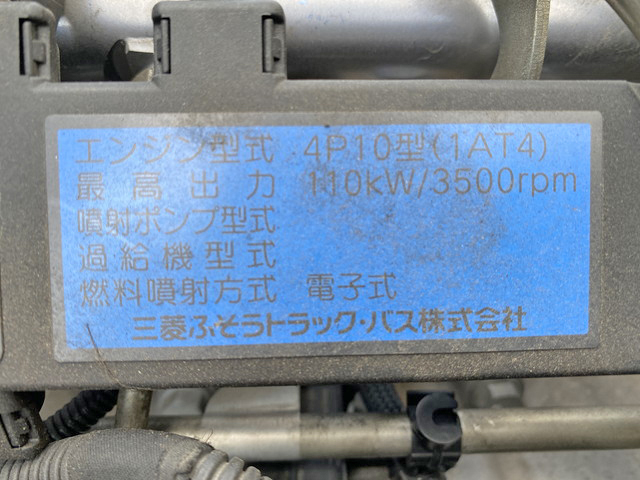 エンジン型式 4P10型(1AT4)
最高出力 110kW/3500rpm
噴射ポンプ型式
過給機型式
燃料噴射方式 電子式
三菱ふそうトラック・バス株式会社